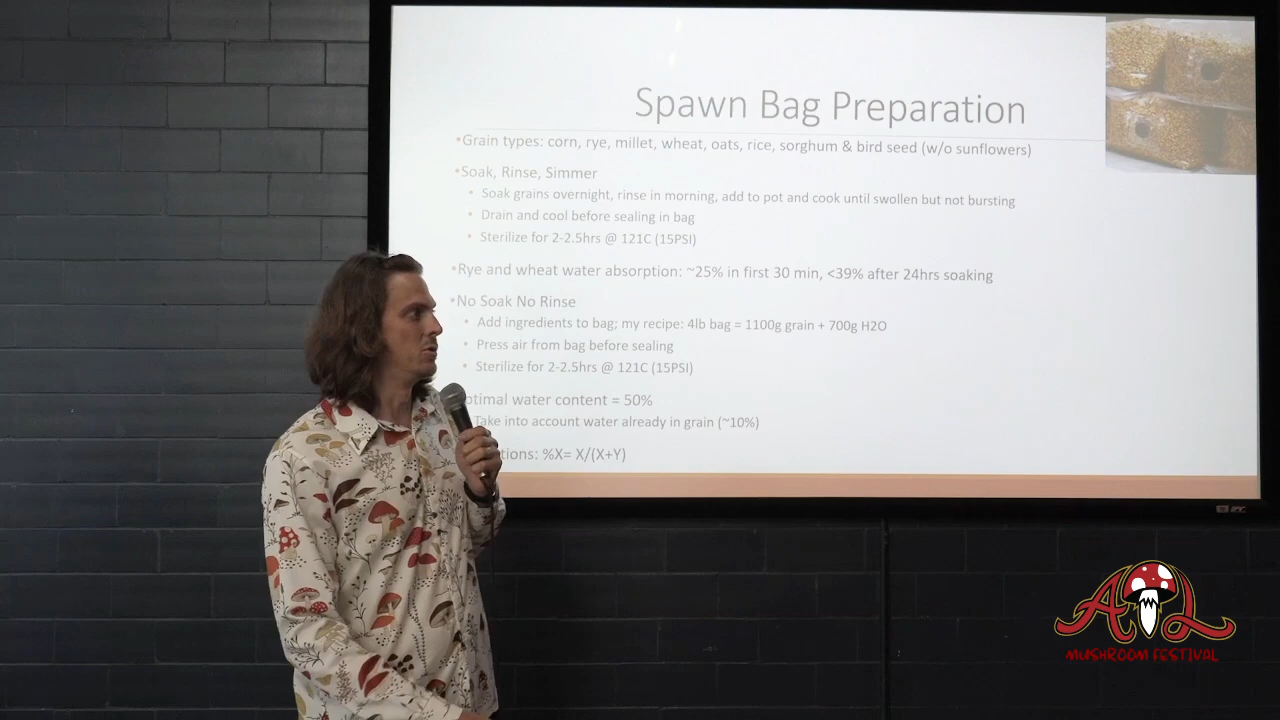 Spawn Bag Preparation
•Grain types: corn, rye, millet, wheat, oats, rice, sorghum & bird seed (w/o sunflowers)
•Soak, Rinse, Simmer
• Soak grains overnight, rinse in morning, add to pot and cook until swollen but not bursting
• Drain and cool before sealing in bag
• Sterilize for 2-2.5hrs @ 121C (15PSI)
•Rye and wheat water absorption: ~25% in first 30 min, <39% after 24hrs soaking
•No Soak No Rinse
• Add ingredients to bag; my recipe: 4lb bag = 1100g grain + 700g H2O
• Press air from bag before sealing
• Sterilize for 2-2.5hrs @ 121C (15PSI)
water content = 50%
Take into account water already in grain (~10%)
%X= X/(X+Y)
AL
MUSHROOM FESTIVAL